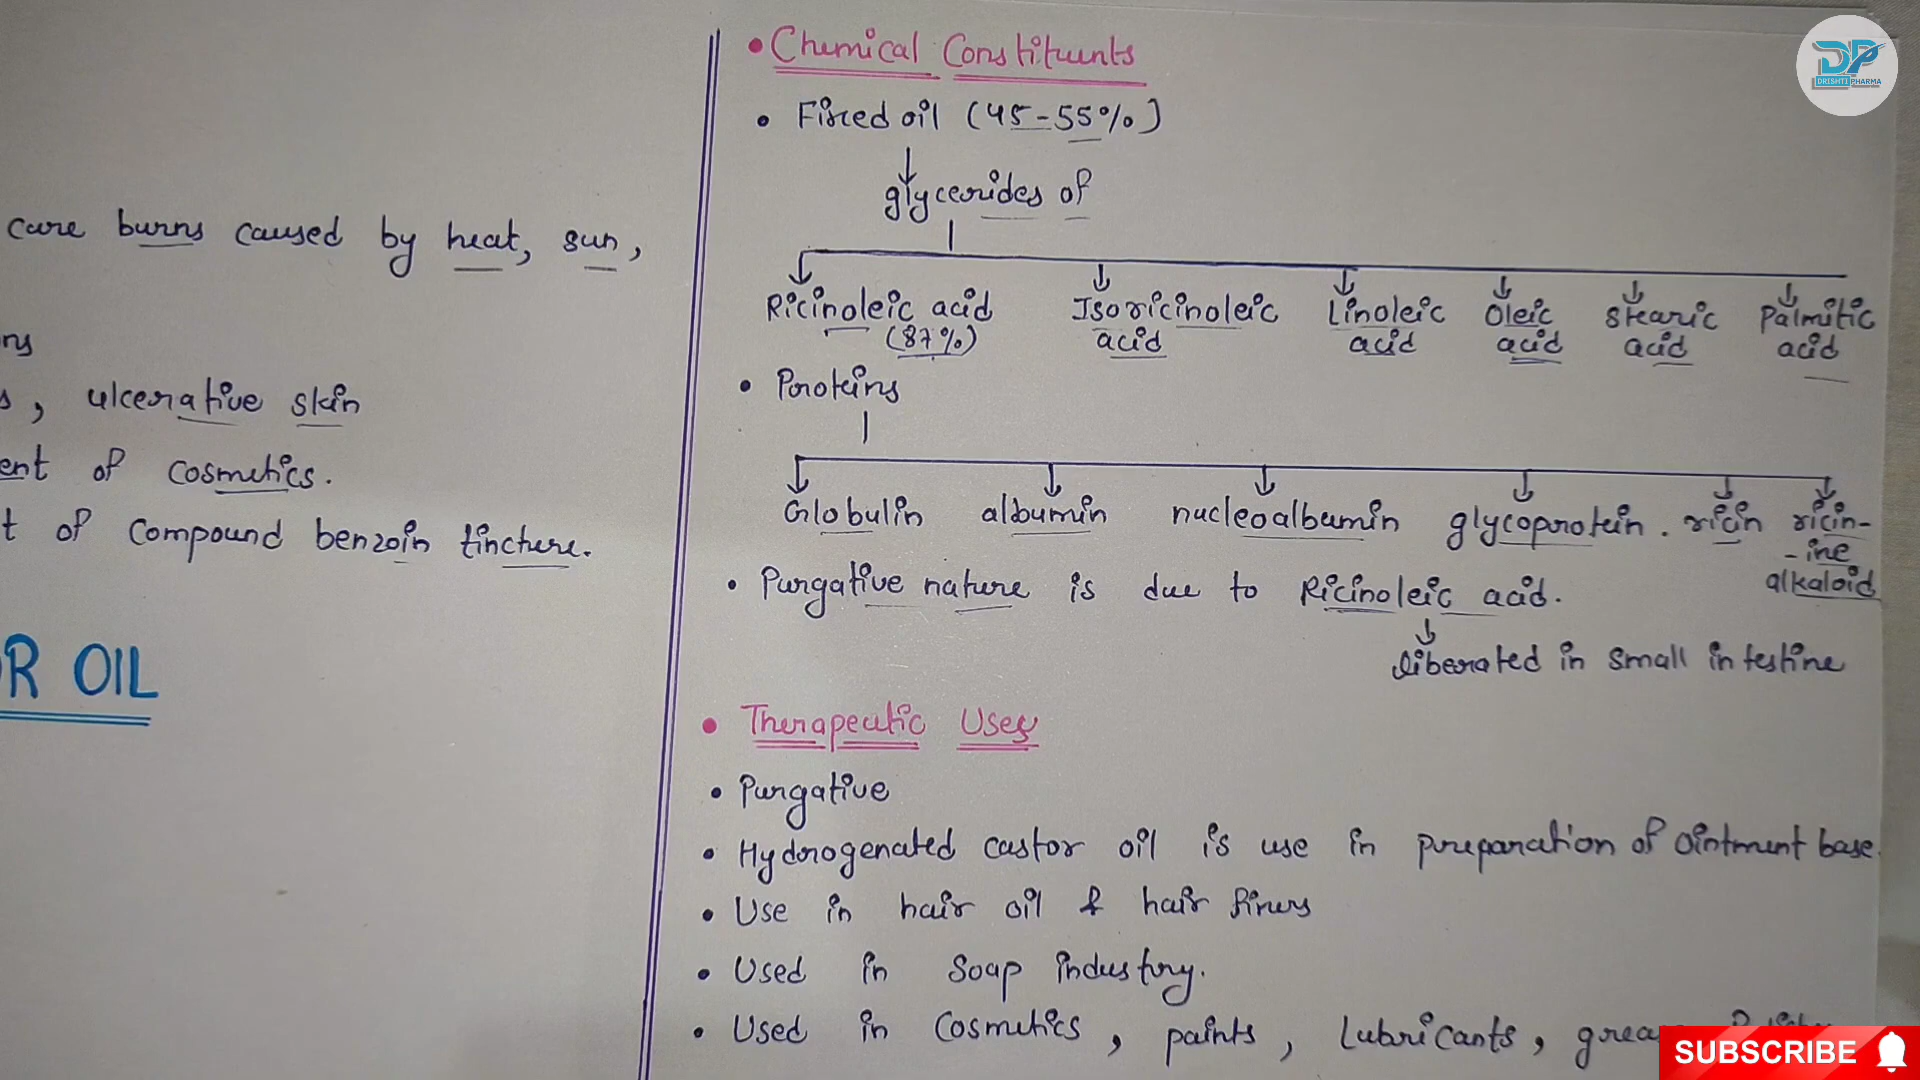 care burns caused by heat, sun,
ns
s, ulcerative skin
ent of cosmetics.
t of compound benzoin tincture.
R OIL
• Chemical Constituents
• Fixed oil (45-55%)
glycerides of
Ricinoleic acid (87%)
Isoricinoleic acid
Linoleic acid
Oleic acid
Stearic acid
Palmitic acid
• Proteins
Globulin albumin nucleoalbumin glycoprotein. ricin ricin-
-ine
alkaloid
• Purgative nature is due to Ricinoleic acid.
liberated in small intestine
• Therapeutic Uses
• Purgative
• Hydrogenated castor oil is use in preparation of ointment base.
• Use in hair oil & hair fixers
• Used in Soap industry.
• Used in Cosmetics, paints, Lubricants,
DP
DRISHTI PHARMA
SUBSCRIBE